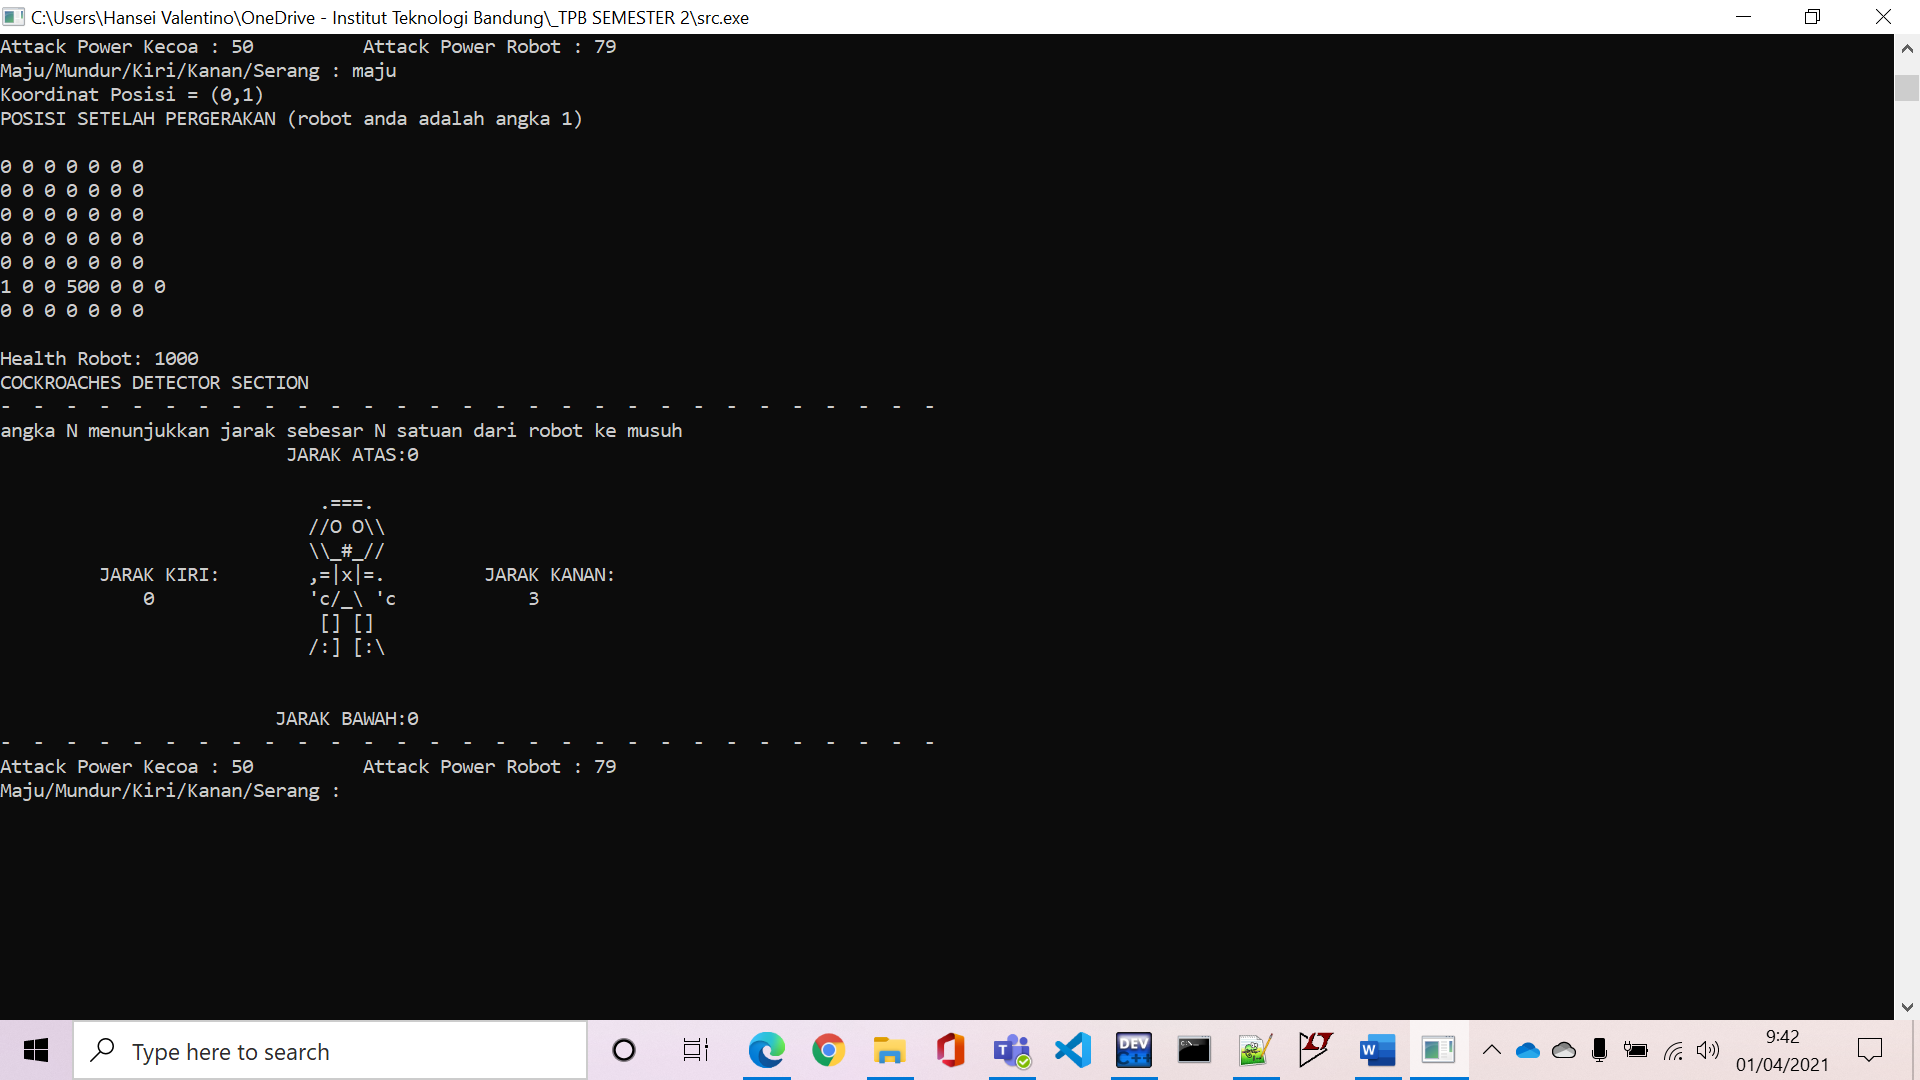 C:\Users\Hansei Valentino\OneDrive - Institut Teknologi Bandung\_TPB SEMESTER 2\src.exe
Attack Power Kecoa : 50          Attack Power Robot : 79
Maju/Mundur/Kiri/Kanan/Serang : maju
Koordinat Posisi = (0,1)
POSISI SETELAH PERGERAKAN (robot anda adalah angka 1)
0 0 0 0 0 0 0
0 0 0 0 0 0 0
0 0 0 0 0 0 0
0 0 0 0 0 0 0
0 0 0 0 0 0 0
1 0 0 500 0 0 0
0 0 0 0 0 0 0
Health Robot: 1000
COCKROACHES DETECTOR SECTION
-  -  -  -  -  -  -  -  -  -  -  -  -  -  -  -  -  -  -  -  -  -  -  -  -  -  -  -  -
angka N menunjukkan jarak sebesar N satuan dari robot ke musuh
                          JARAK ATAS:0
                             .===.
                            //O O\\
                            \\_#_//
         JARAK KIRI:        ,=|x|=.         JARAK KANAN:
             0              'c/_\ 'c            3
                             [] []
                            /:] [:\
                         JARAK BAWAH:0
-  -  -  -  -  -  -  -  -  -  -  -  -  -  -  -  -  -  -  -  -  -  -  -  -  -  -  -  -
Attack Power Kecoa : 50          Attack Power Robot : 79
Maju/Mundur/Kiri/Kanan/Serang :
Type here to search
DEV C++
9:42
01/04/2021